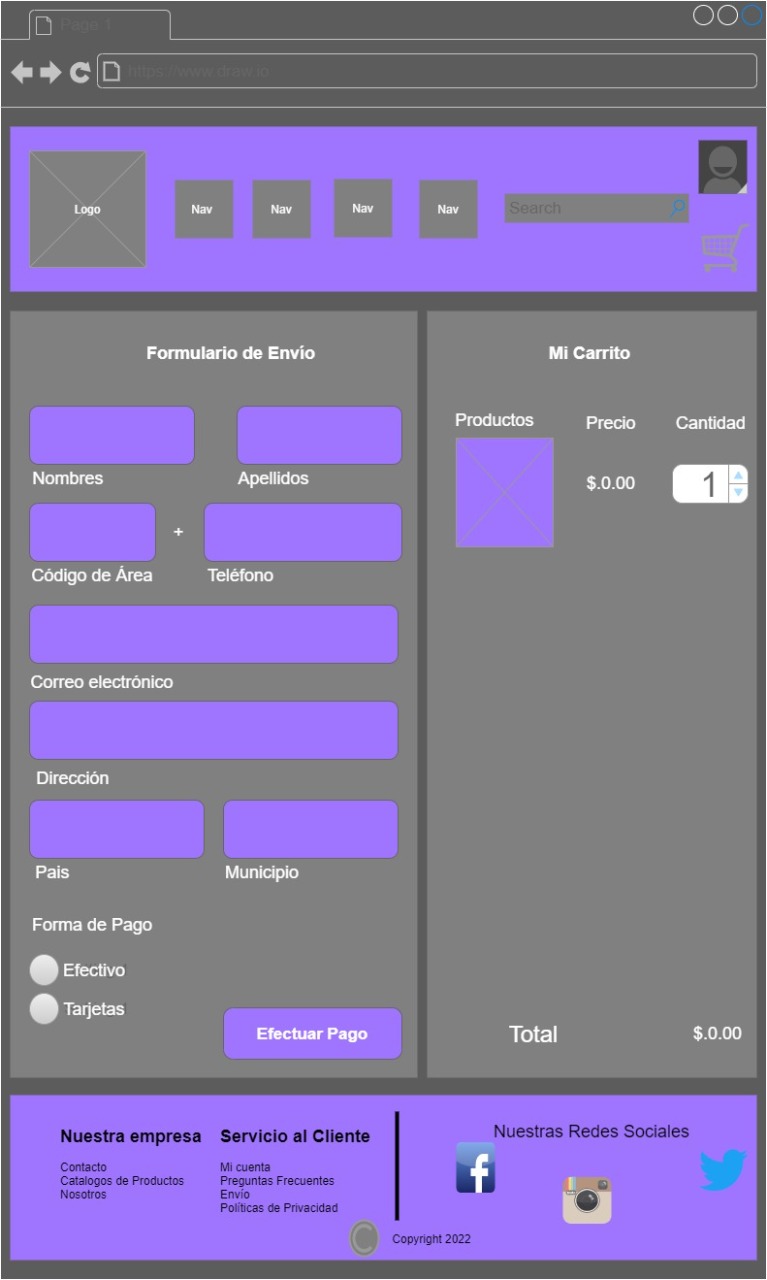 Page 1
https://www.draw.io
Logo
Nav
Nav
Nav
Nav
Search
Formulario de Envío
Nombres
Apellidos
Código de Área
+
Teléfono
Correo electrónico
Dirección
Pais
Municipio
Forma de Pago
Efectivo
Tarjetas
Efectuar Pago
Mi Carrito
Productos
Precio
Cantidad
$.0.00
1
Total
$.0.00
Nuestra empresa
Contacto
Catalogos de Productos
Nosotros
Servicio al Cliente
Mi cuenta
Preguntas Frecuentes
Envío
Políticas de Privacidad
Nuestras Redes Sociales
f
©
Copyright 2022